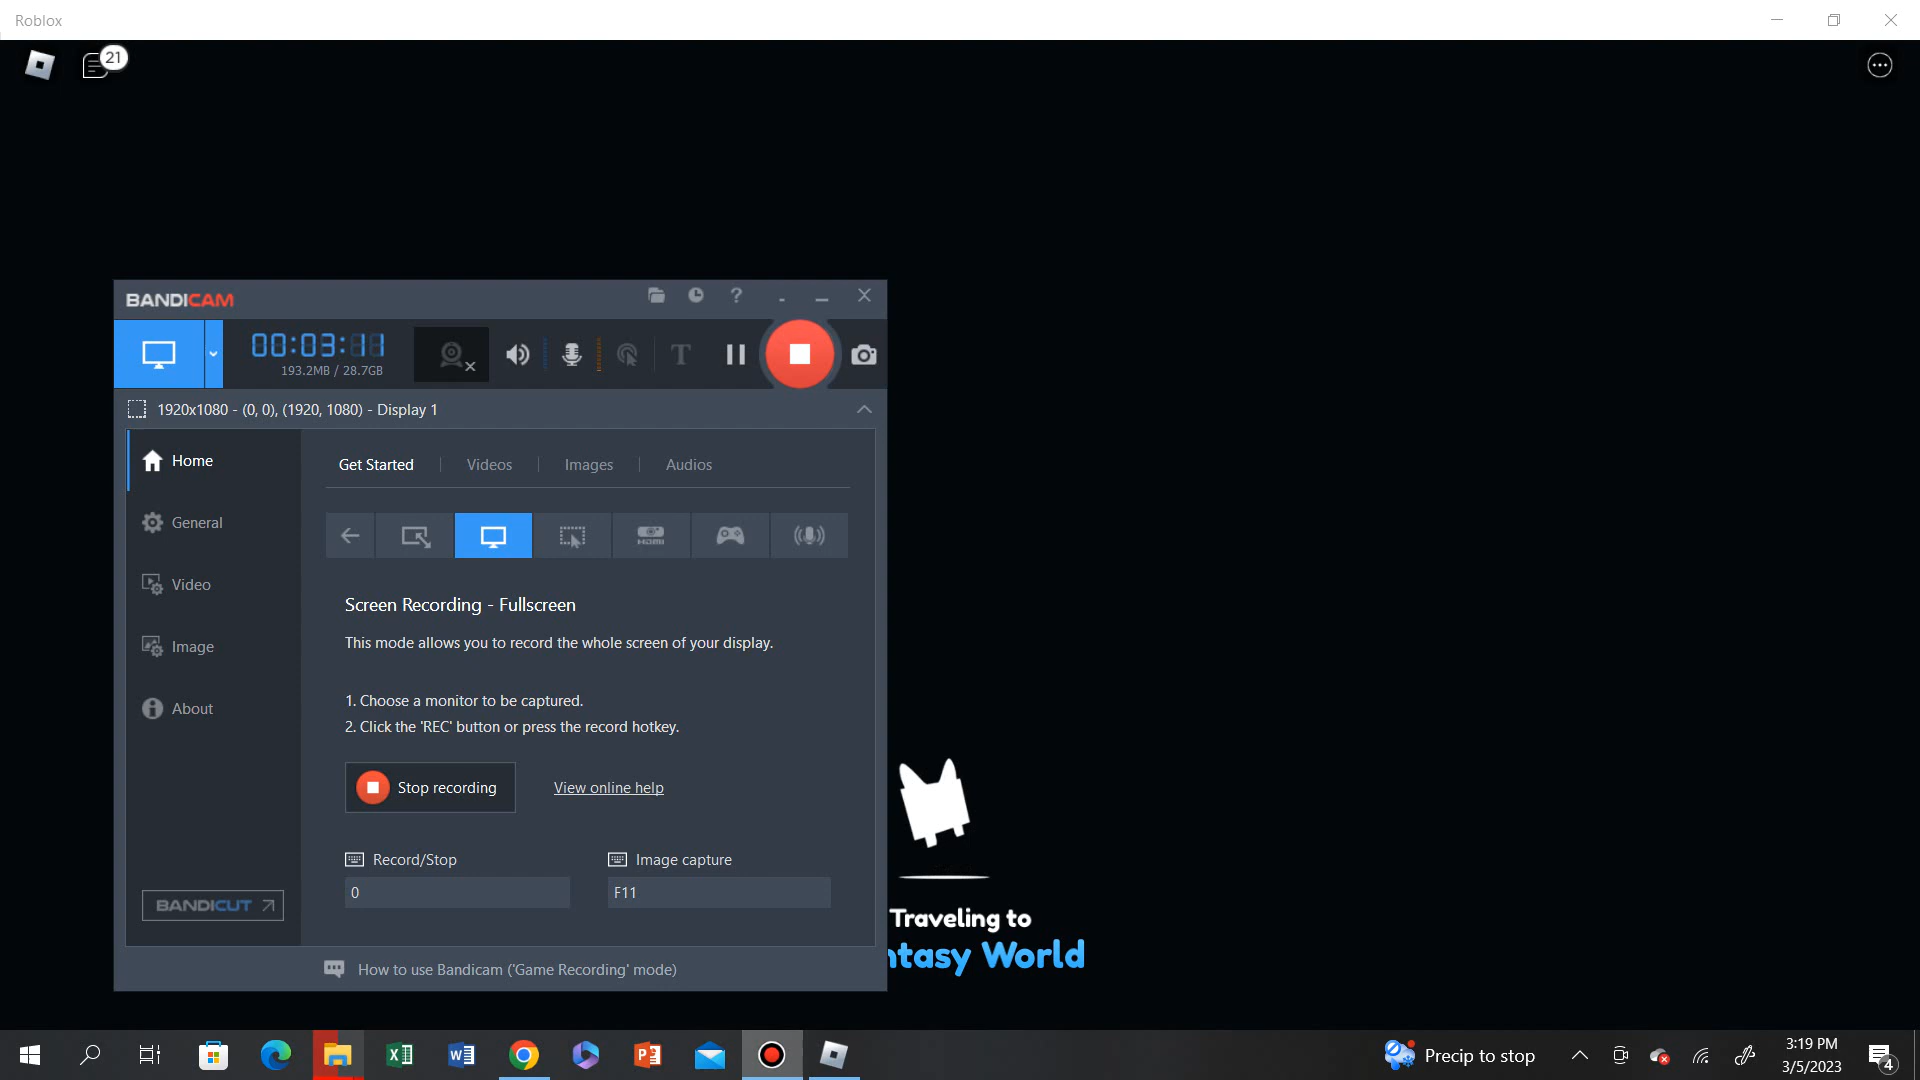 Roblox
21
BANDICAM
00:03:11
193.2MB / 28.7GB
1920x1080 - (0, 0), (1920, 1080) - Display 1
Home
General
Video
Image
About
BANDICUT
Get Started
Videos
Images
Audios
HDMI
Screen Recording - Fullscreen
This mode allows you to record the whole screen of your display.
1. Choose a monitor to be captured.
2. Click the 'REC' button or press the record hotkey.
Stop recording
View online help
Record/Stop
Image capture
0
F11
How to use Bandicam ('Game Recording' mode)
Traveling to
ntasy World
Precip to stop
3:19 PM
3/5/2023
4